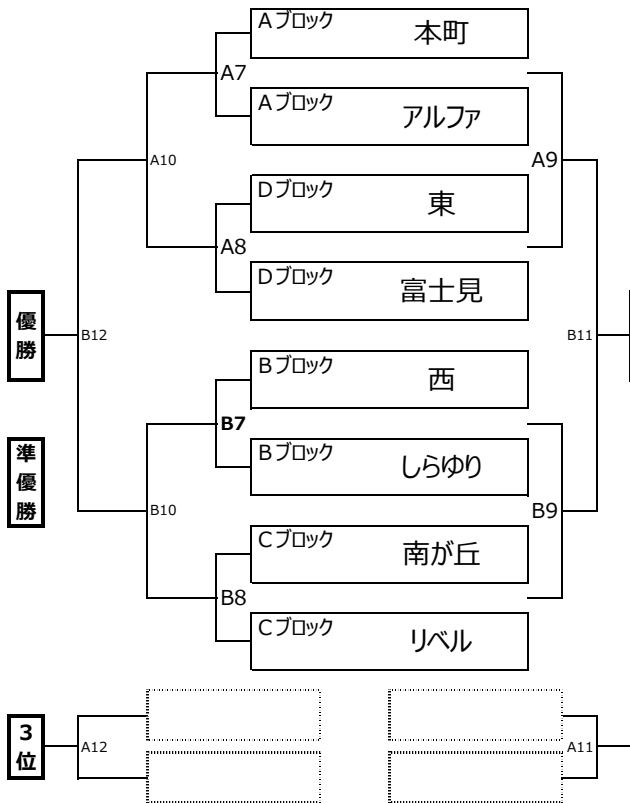 Aブロック 本町
A7
Aブロック アルファ
A9
A10
Dブロック 東
A8
Dブロック 富士見
優勝
B12
B11
Bブロック 西
B7
Bブロック しらゆり
準優勝
B10
B9
Cブロック 南が丘
B8
Cブロック リベル
3位
A12
A11